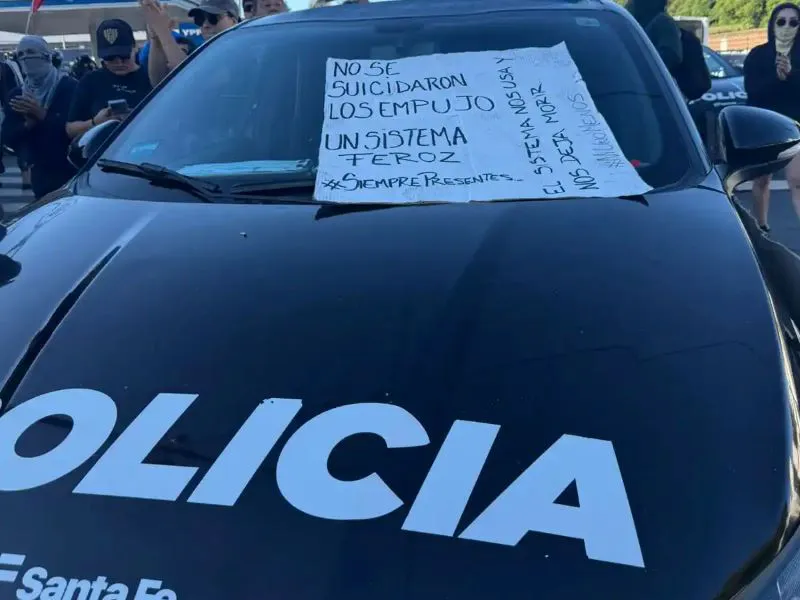 NO SE
SUICIDARON
LOS EMPUJO
UN SISTEMA
FEROZ
#SIEMPREPRESENTES...
EL SISTEMA NOS USA Y
NOS DEJA MORIR
OLICIA
Santa Fe
POLIC